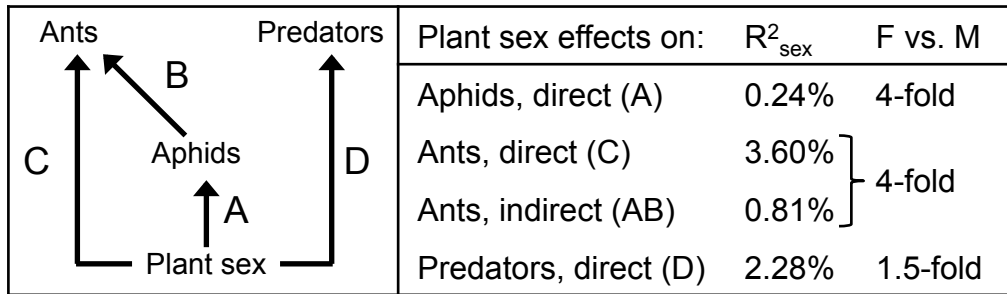 Ants Predators
B
C Aphids D
A
Plant sex
Plant sex effects on: R²sex F vs. M
Aphids, direct (A) 0.24% 4-fold
Ants, direct (C) 3.60%
4-fold
Ants, indirect (AB) 0.81%
Predators, direct (D) 2.28% 1.5-fold